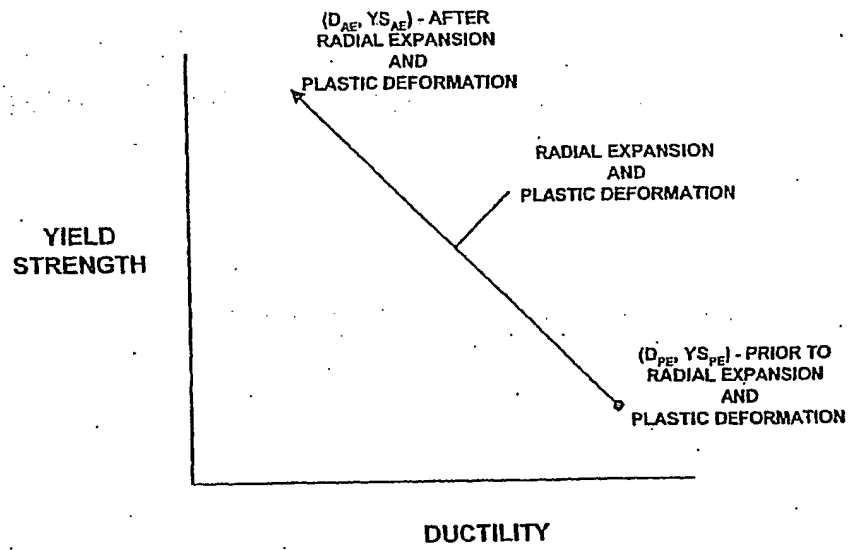 (D_AE, YS_AE) - AFTER
RADIAL EXPANSION
AND
PLASTIC DEFORMATION
RADIAL EXPANSION
AND
PLASTIC DEFORMATION
YIELD
STRENGTH
(D_PE, YS_PE) - PRIOR TO
RADIAL EXPANSION
AND
PLASTIC DEFORMATION
DUCTILITY